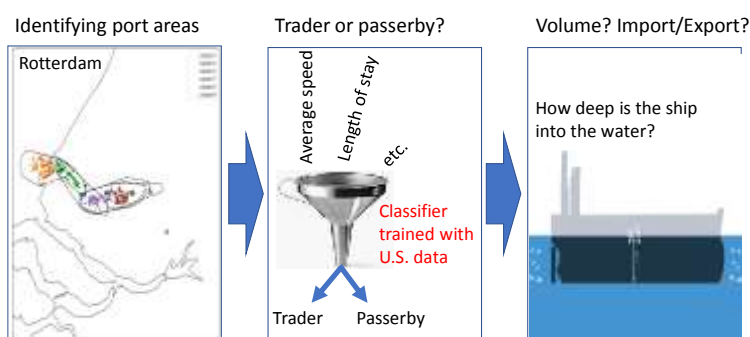 Identifying port areas
Trader or passerby?
Volume? Import/Export?
Rotterdam
Average speed
Length of stay
etc.
Classifier
trained with
U.S. data
Trader
Passerby
How deep is the ship
into the water?